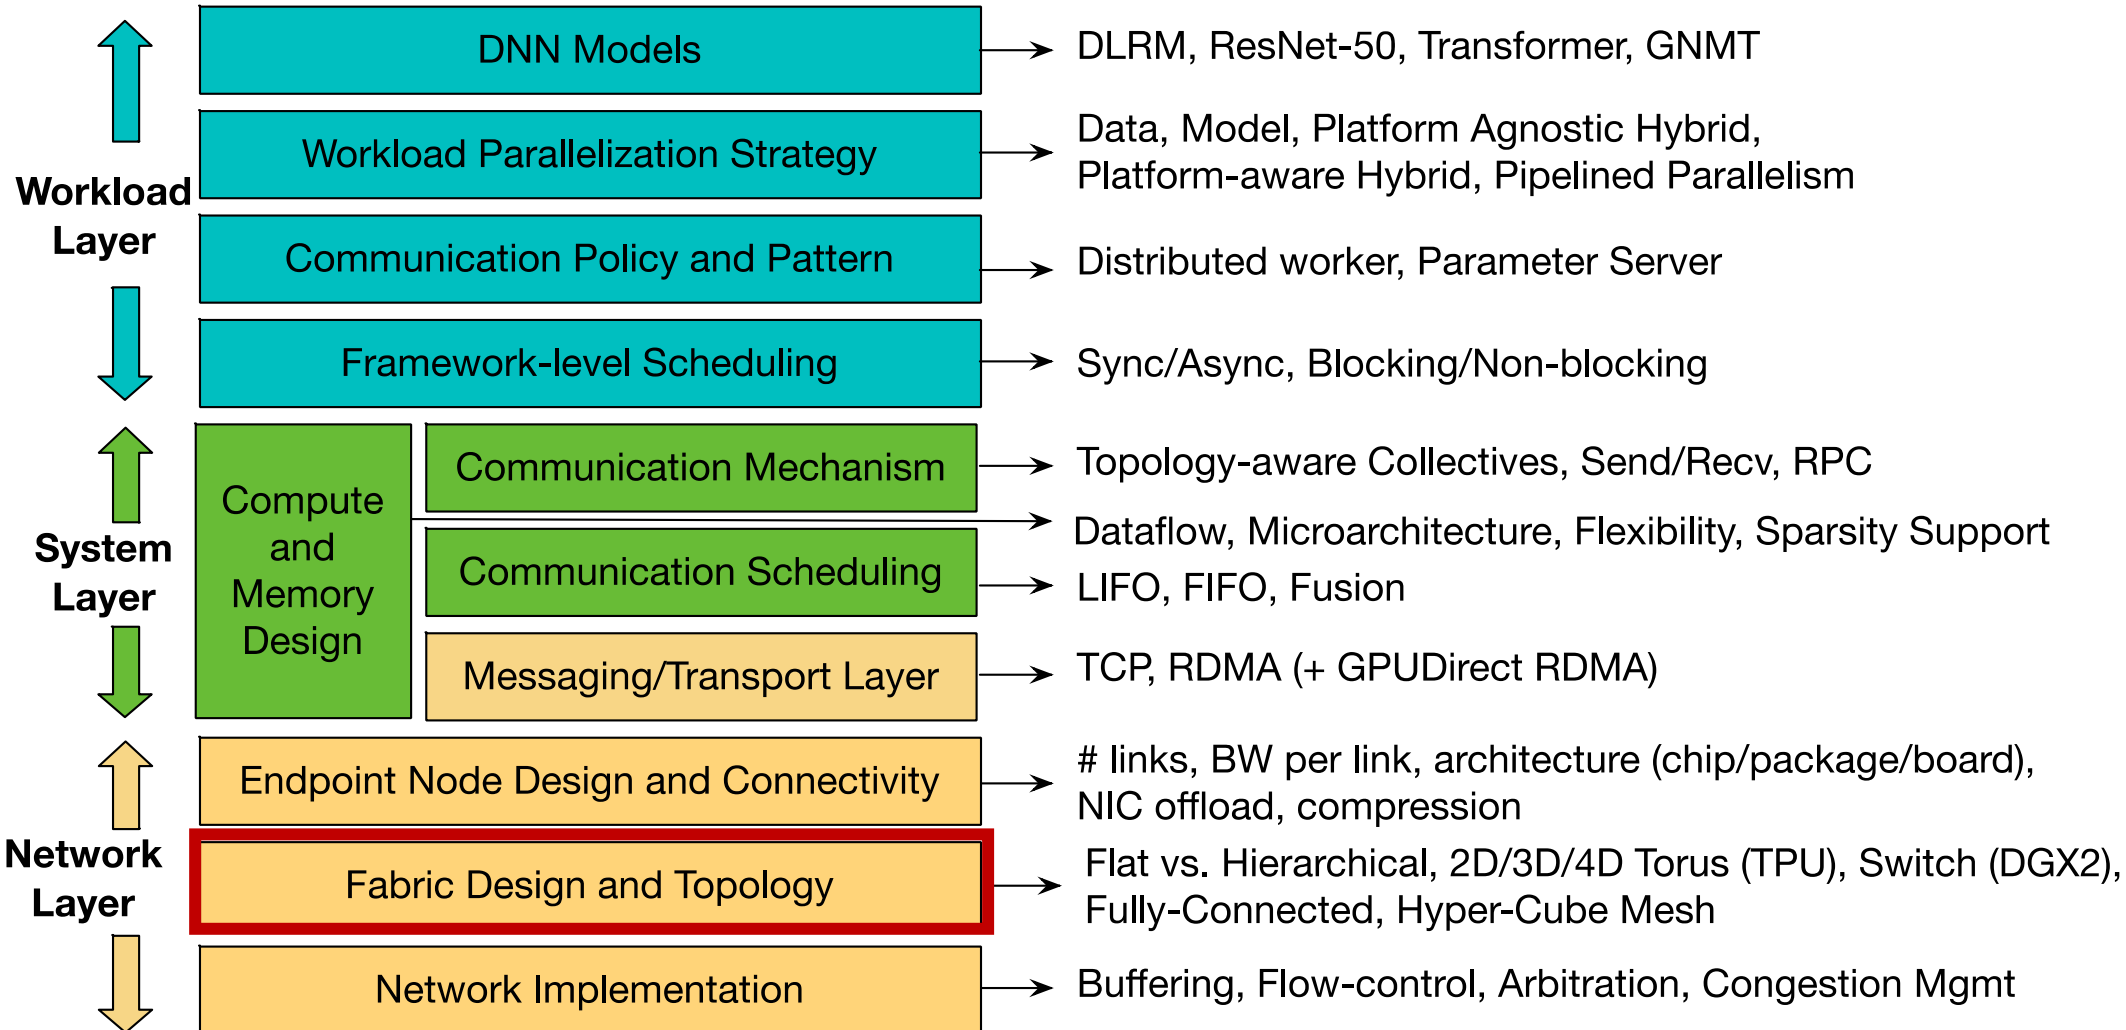 DNN Models
DLRM, ResNet-50, Transformer, GNMT
Workload Parallelization Strategy
Data, Model, Platform Agnostic Hybrid,
Platform-aware Hybrid, Pipelined Parallelism
Workload
Layer
Communication Policy and Pattern
Distributed worker, Parameter Server
Framework-level Scheduling
Sync/Async, Blocking/Non-blocking
System
Layer
Compute
and
Memory
Design
Communication Mechanism
Topology-aware Collectives, Send/Recv, RPC
Dataflow, Microarchitecture, Flexibility, Sparsity Support
Communication Scheduling
LIFO, FIFO, Fusion
Messaging/Transport Layer
TCP, RDMA (+ GPUDirect RDMA)
Network
Layer
Endpoint Node Design and Connectivity
# links, BW per link, architecture (chip/package/board),
NIC offload, compression
Fabric Design and Topology
Flat vs. Hierarchical, 2D/3D/4D Torus (TPU), Switch (DGX2),
Fully-Connected, Hyper-Cube Mesh
Network Implementation
Buffering, Flow-control, Arbitration, Congestion Mgmt